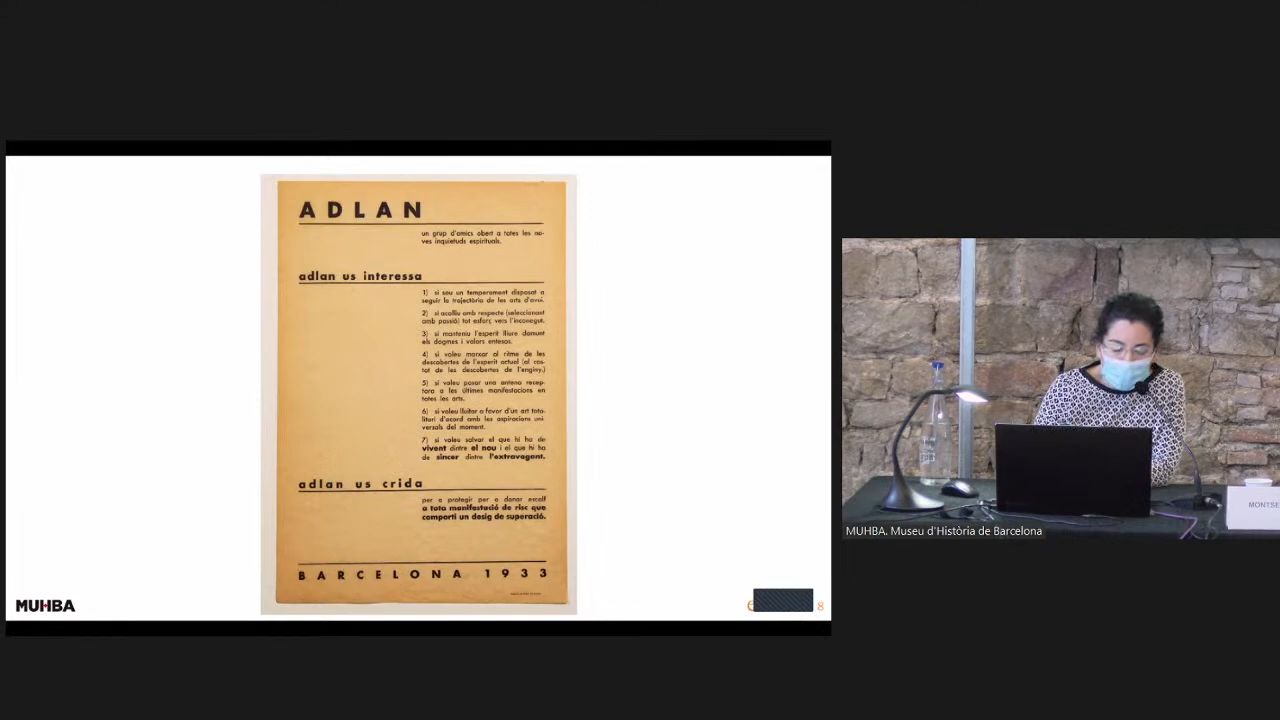 ADLAN
un grup d'amics obert a totes les no-
ves inquietuds espirituals.
adlan us interessa
1) si sou un temperament disposat a
seguir la trajectòria de les arts d'avui.
2) si acolliu amb respecte (seleccionant
amb passió) tot esforç vers l'inconegut.
3) si manteniu l'esperit lliure damunt
els dogmes i valors entesos.
4) si voleu marxar al ritme de les
descobertes de l'esperit actual (al cos-
tat de les descobertes de l'enginy.)
5) si voleu posar una antena recep-
tora a les últimes manifestacions en
totes les arts.
6) si voleu lluitar a favor d'un art tota-
litari d'acord amb les aspiracions uni-
versals del moment.
7) si voleu salvar el que hi ha de
vivent dintre el nou i el que hi ha
de sincer dintre l'extravagant.
adlan us crida
per a protegir per a donar escalf
a tota manifestació de risc que
comporti un desig de superació.
BARCELONA 1933
MUHBA
8
MUHBA. Museu d'Història de Barcelona